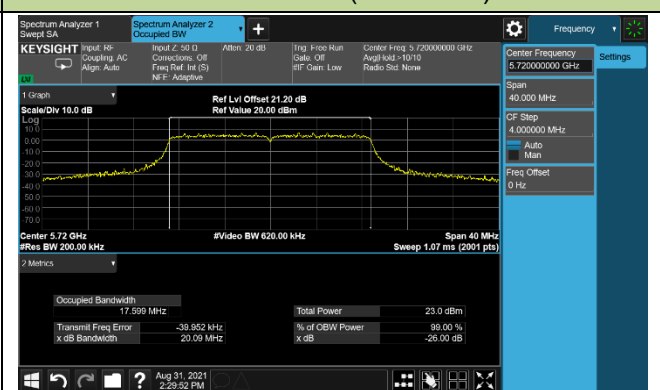 Spectrum Analyzer 1
Swept SA
Spectrum Analyzer 2
Occupied BW
Frequency
KEYSIGHT
Input: RF
Coupling: AC
Align: Auto
Input Z: 50 Ω
Corrections: Off
Freq Ref: Int (S)
NFE: Adaptive
Atten: 20 dB
Trig: Free Run
Gate: Off
#IF Gain: Low
Center Freq: 5.720000000 GHz
Avg|Hold:>10/10
Radio Std: None
Center Frequency
5.720000000 GHz
Settings
Span
40.000 MHz
CF Step
4.000000 MHz
Auto
Man
Freq Offset
0 Hz
1 Graph
Ref Lvl Offset 21.20 dB
Scale/Div 10.0 dB
Ref Value 20.00 dBm
Log
10.0
0.00
-10.0
-20.0
-30.0
-40.0
-50.0
-60.0
-70.0
Center 5.72 GHz
#Video BW 620.00 kHz
Span 40 MHz
#Res BW 200.00 kHz
Sweep 1.07 ms (2001 pts)
2 Metrics
Occupied Bandwidth
17.599 MHz
Total Power
23.0 dBm
Transmit Freq Error
-39.952 kHz
% of OBW Power
99.00 %
x dB Bandwidth
20.09 MHz
x dB
-26.00 dB
Aug 31, 2021
2:29:52 PM